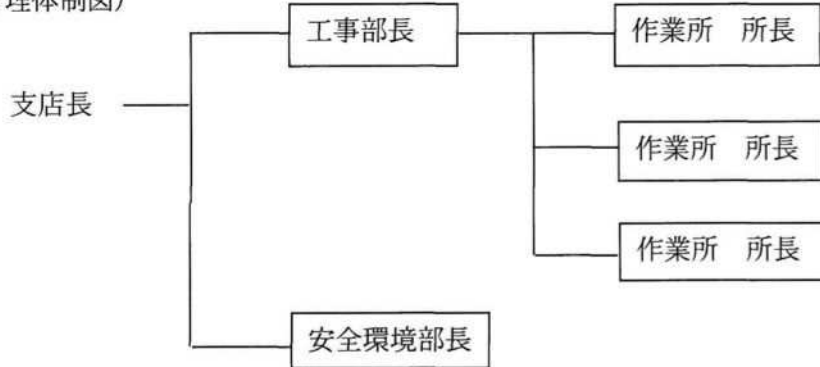 理体制図）
工事部長
作業所　所長
支店長
作業所　所長
作業所　所長
安全環境部長